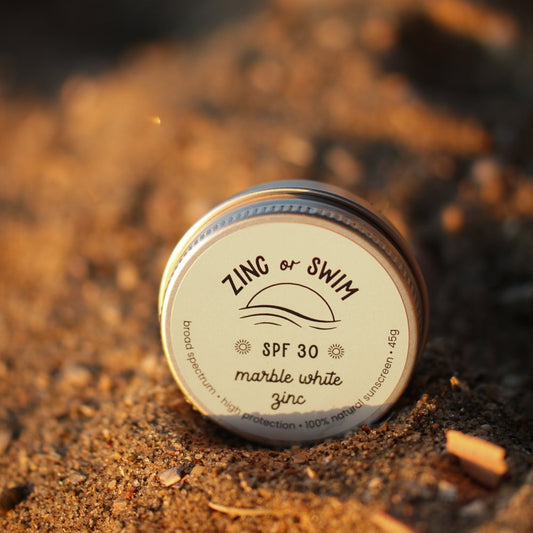 ZINC or SWIM
SPF 30
marble white
zinc
broad spectrum • high protection • 100% natural sunscreen • 45g